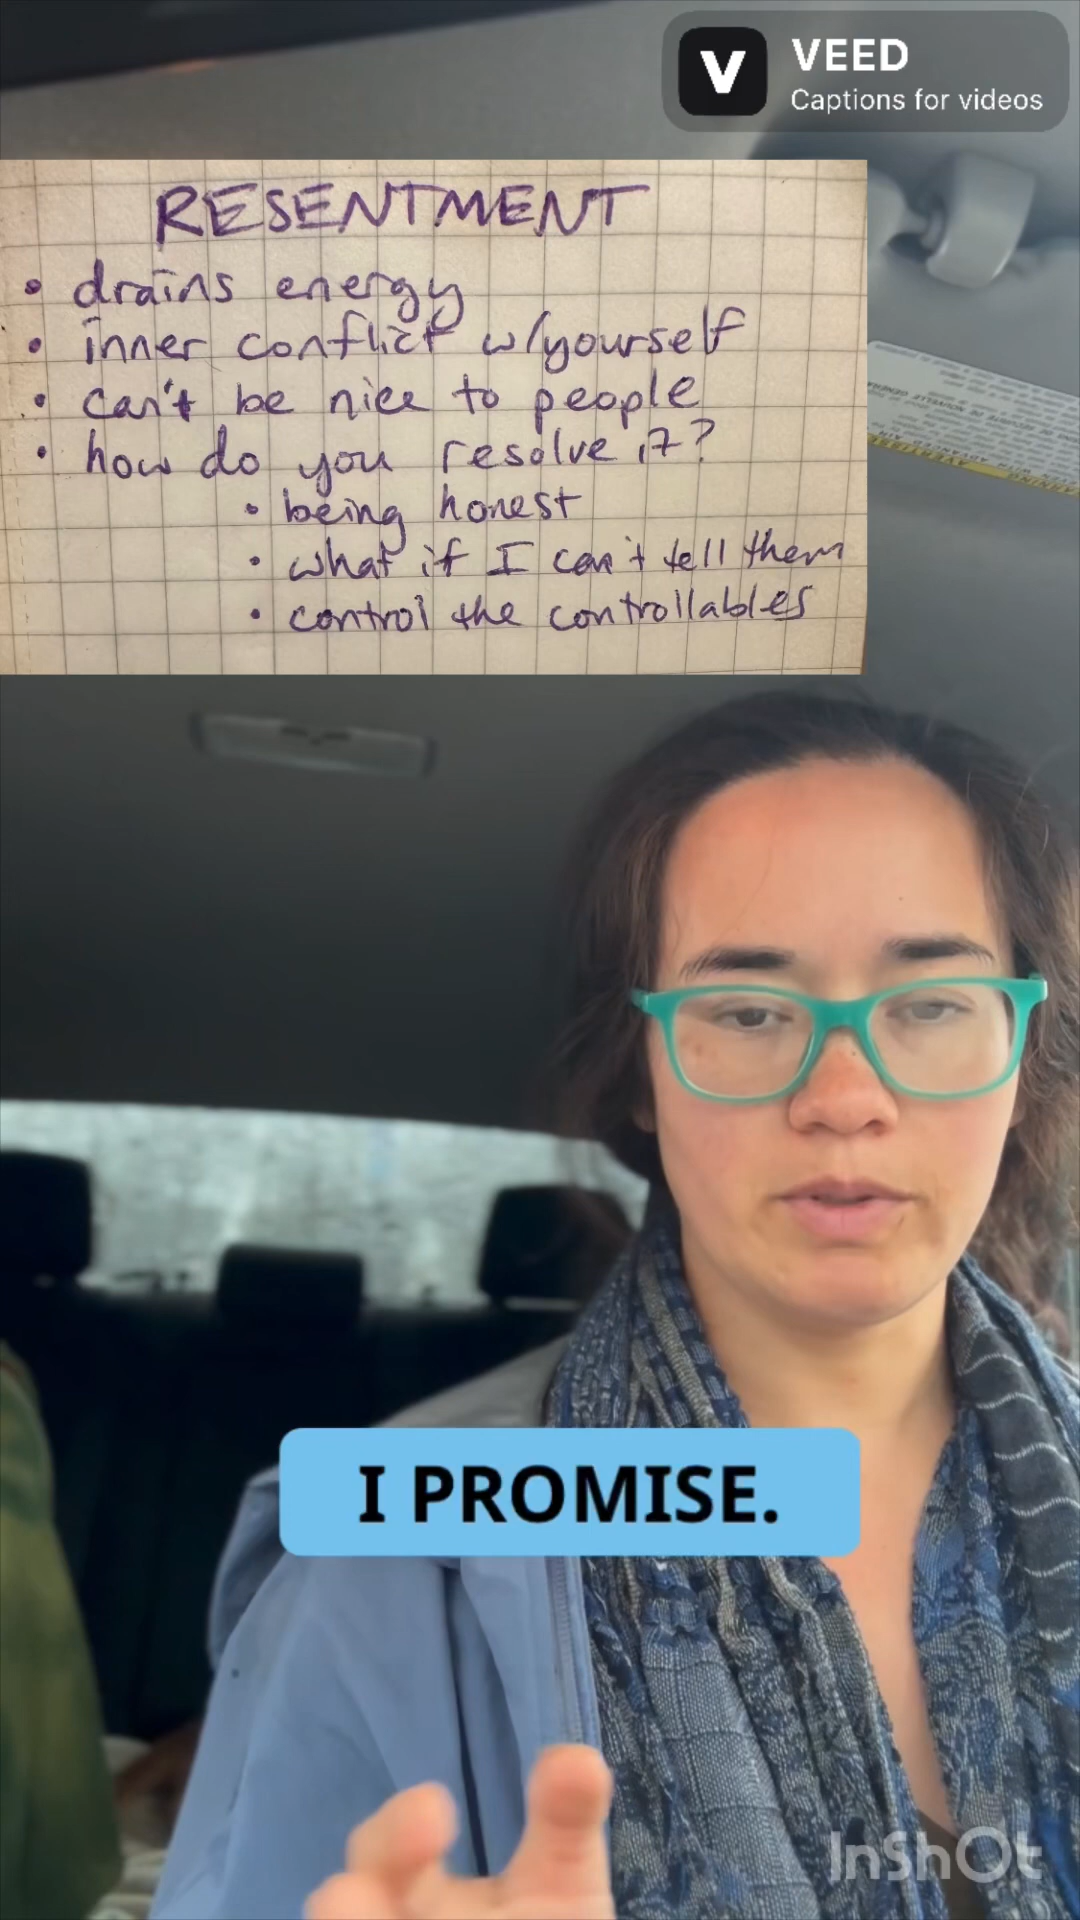 VEED
Captions for videos
RESENTMENT
• drains energy
• inner conflict w/yourself
• can't be nice to people
• how do you resolve it?
• being honest
• what if I can't tell them
• control the controllables
I PROMISE.
InShOt